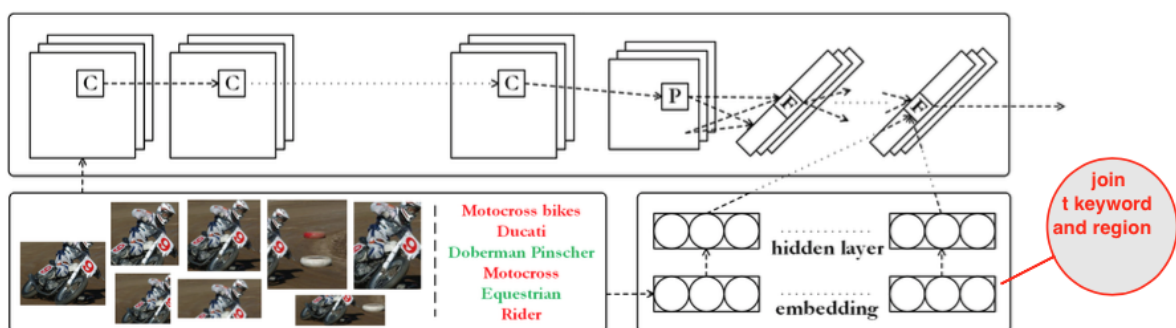 C
C
C
P
F
F
Motocross bikes
Ducati
Doberman Pinscher
Motocross
Equestrian
Rider
hidden layer
embedding
join
t keyword
and region